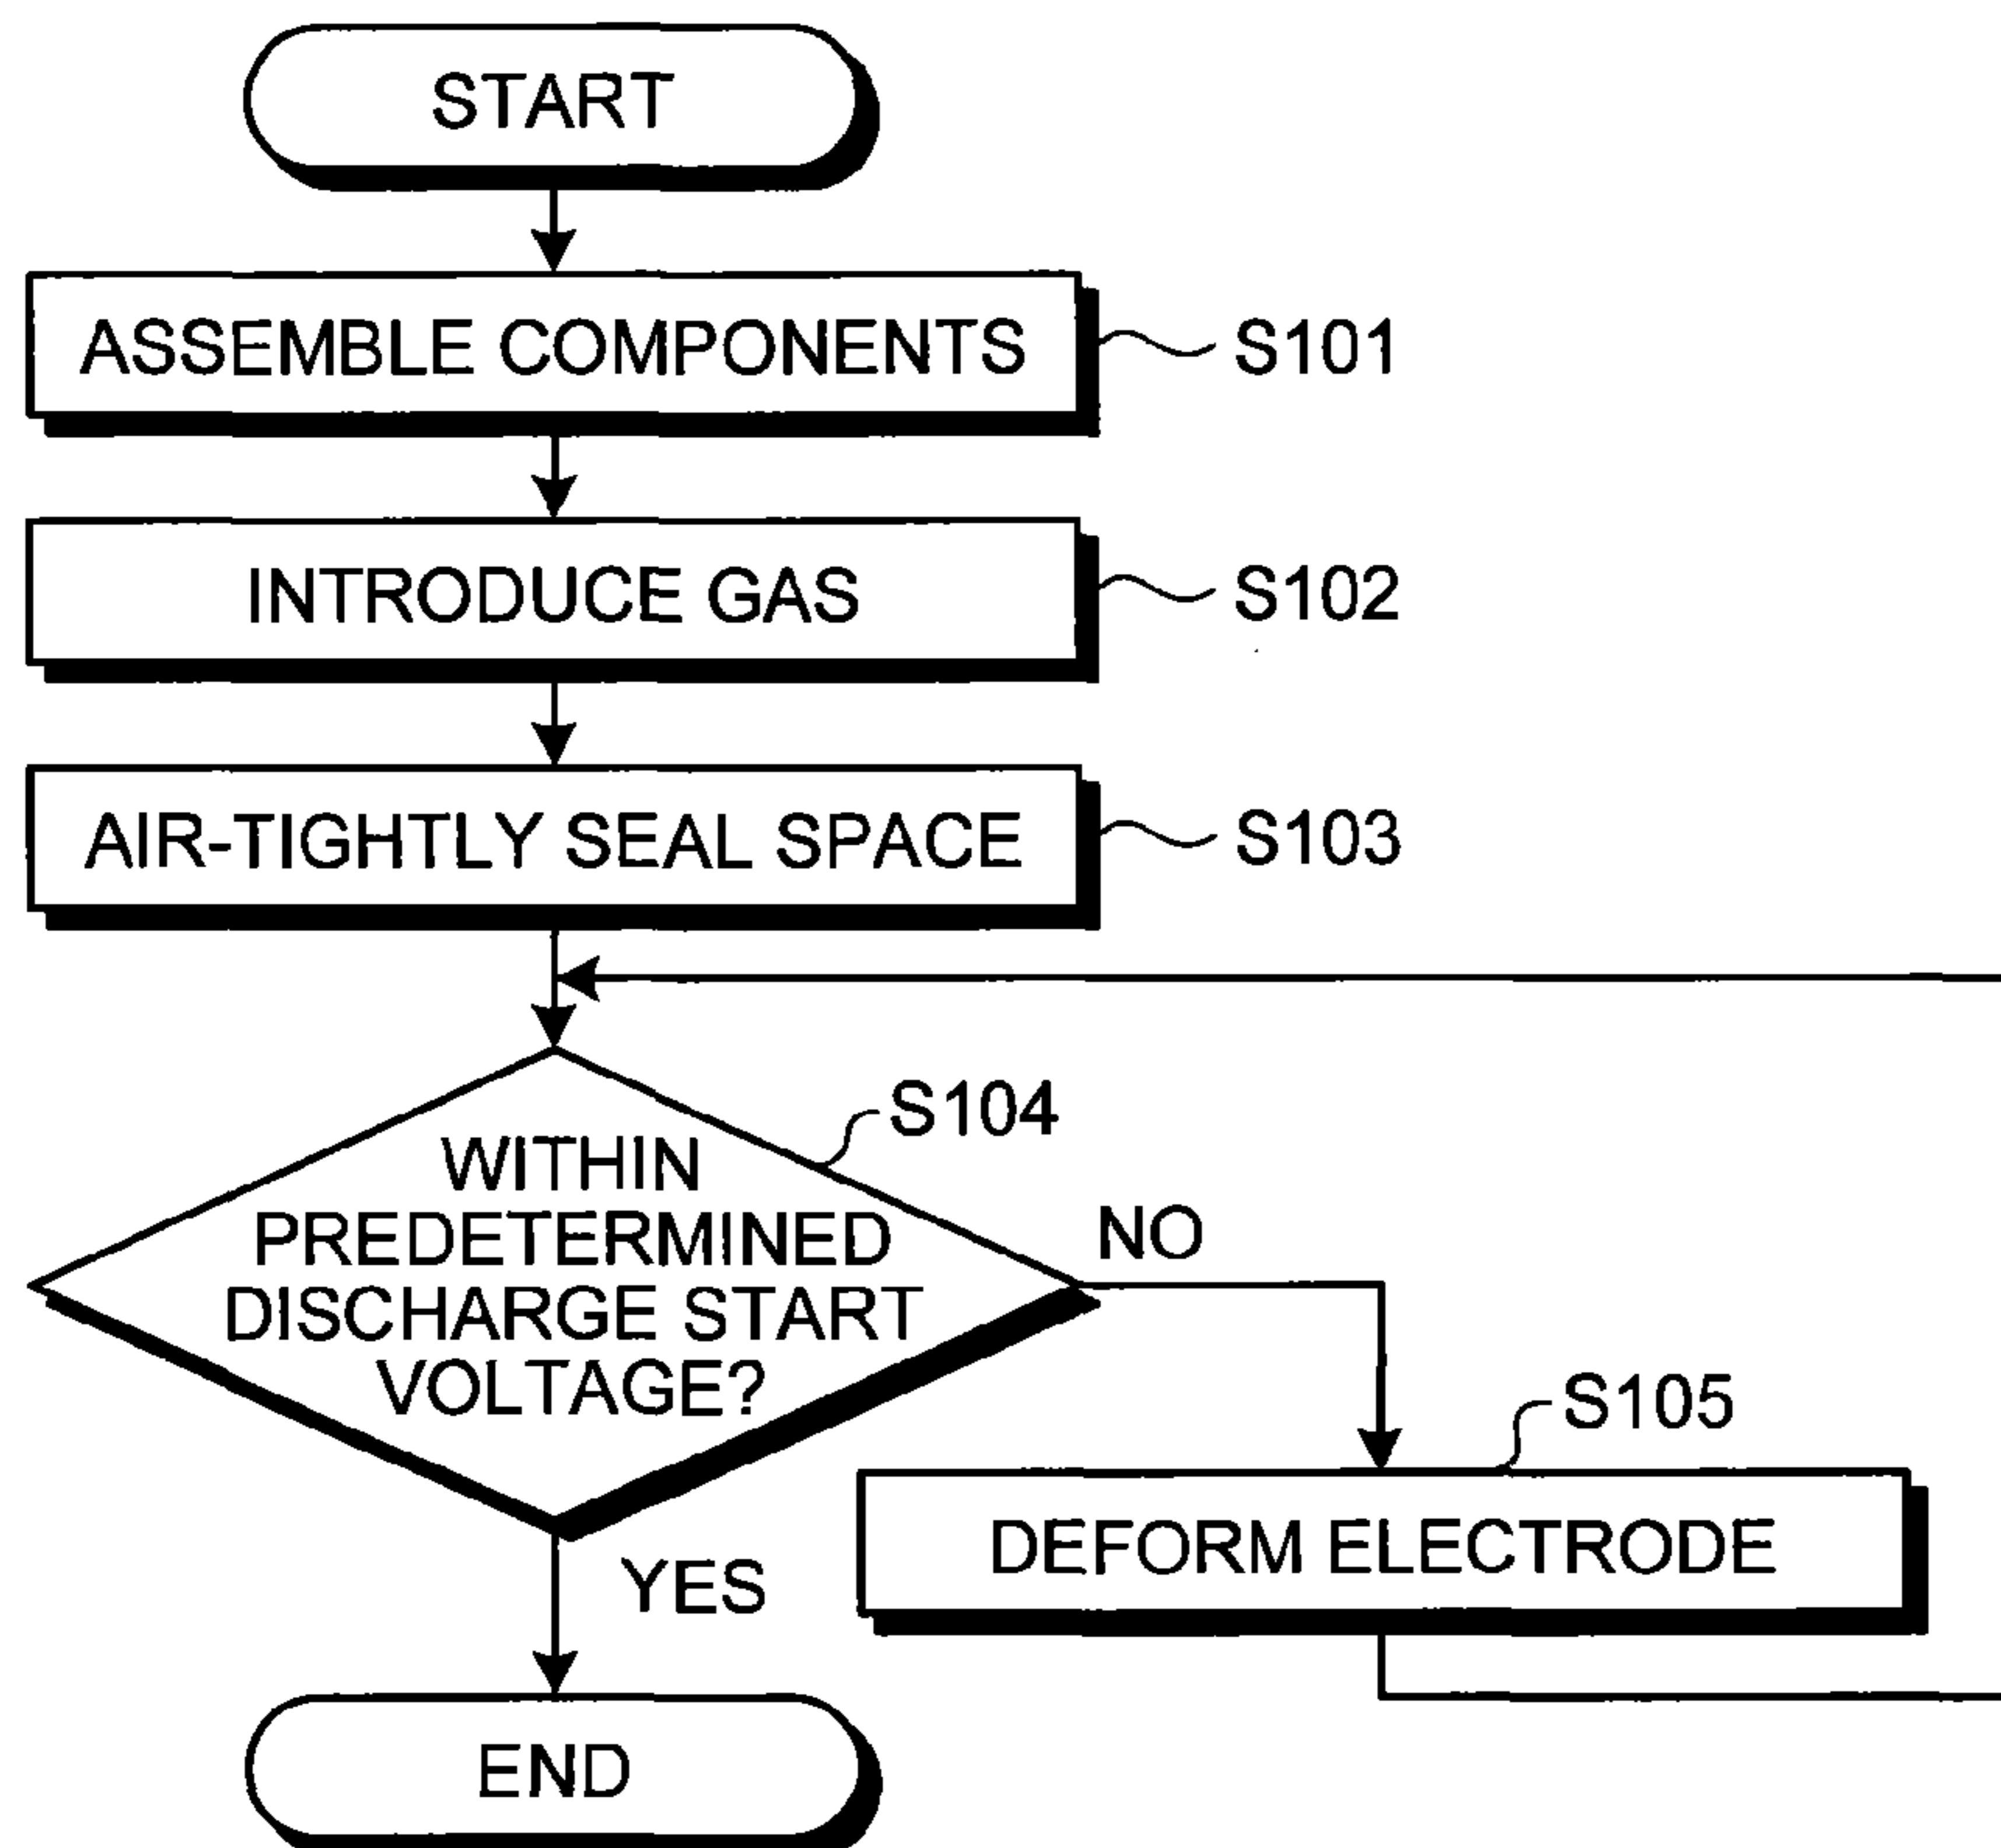 START
ASSEMBLE COMPONENTS
S101
INTRODUCE GAS
S102
AIR-TIGHTLY SEAL SPACE
S103
S104
WITHIN
PREDETERMINED
DISCHARGE START
VOLTAGE?
NO
S105
DEFORM ELECTRODE
YES
END